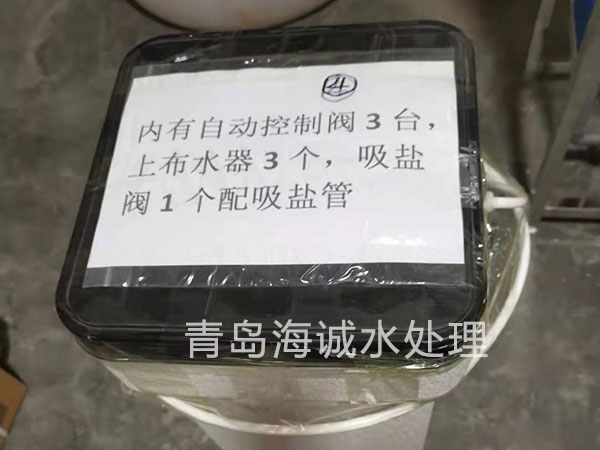 ④
内有自动控制阀 3 台，
上布水器 3 个，吸盐
阀 1 个配吸盐管
青岛海诚水处理